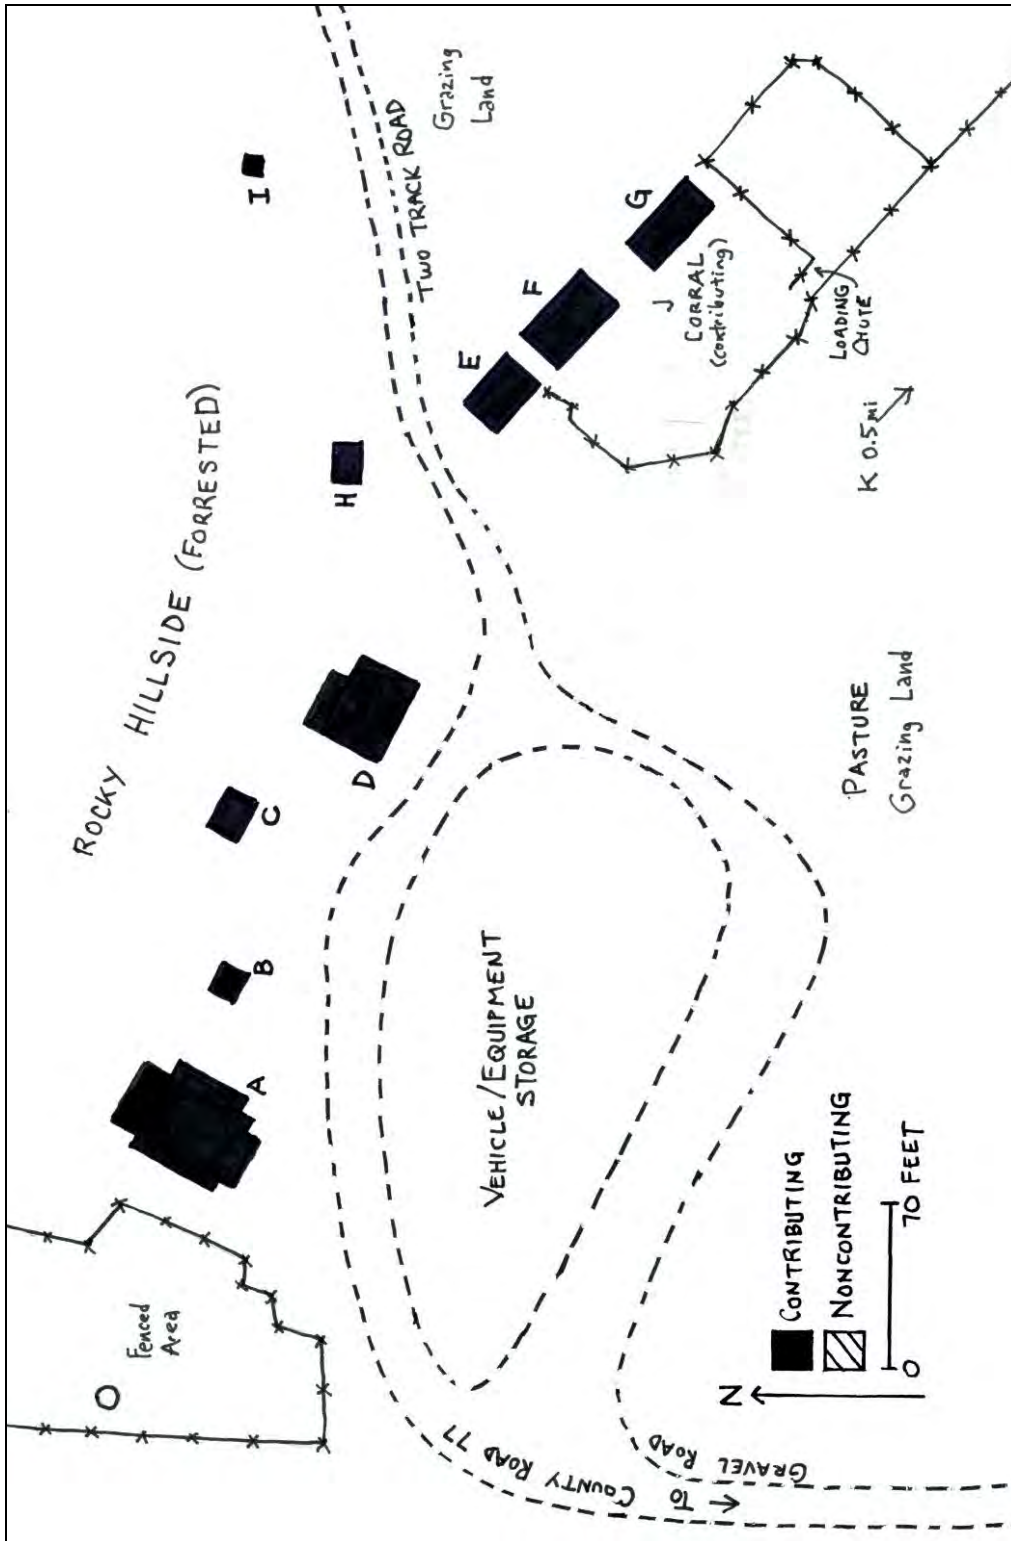 ROCKY HILLSIDE (FORRESTED)
Grazing
Land
TWO TRACK ROAD
I
H
G
F
E
J
CORRAL
(contributing)
LOADING
CHUTE
K 0.5mi
D
C
B
A
Fenced
Area
O
VEHICLE/EQUIPMENT
STORAGE
PASTURE
Grazing Land
TO COUNTY ROAD 77
GRAVEL ROAD
N
CONTRIBUTING
NONCONTRIBUTING
0 70 FEET